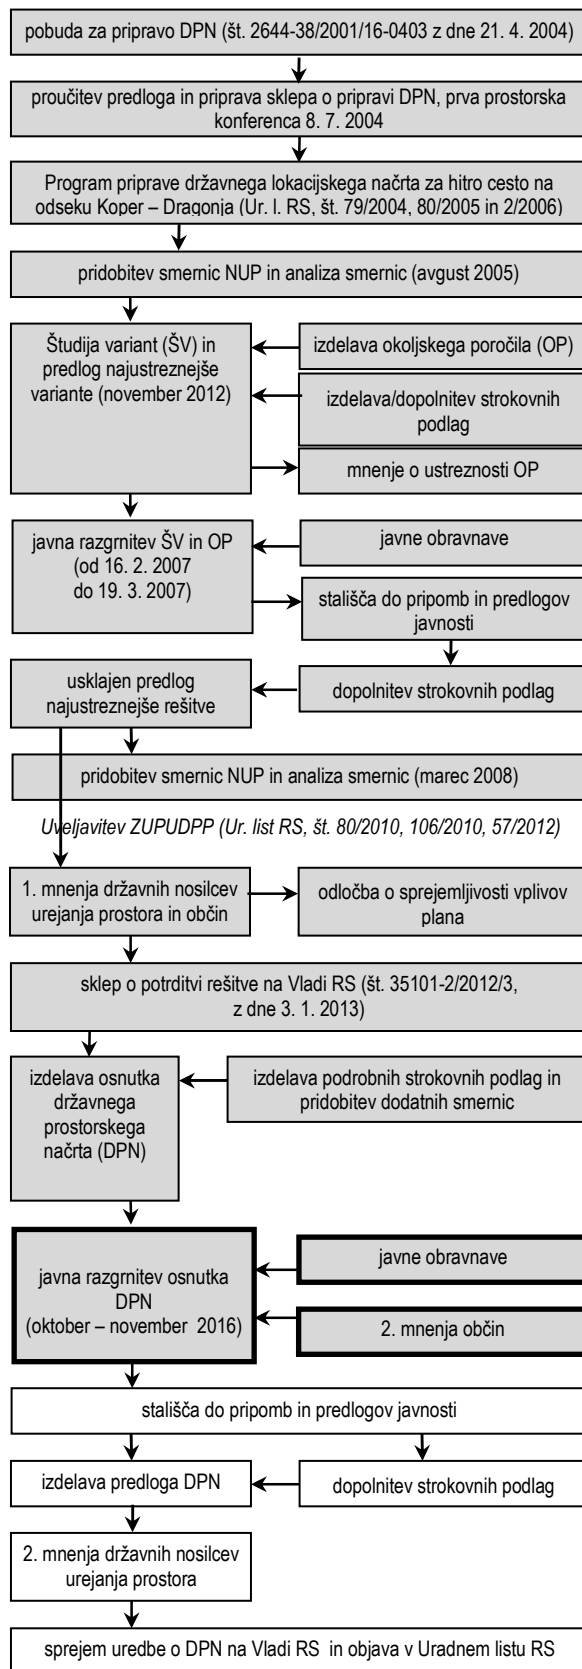 pobuda za pripravo DPN (št. 2644-38/2001/16-0403 z dne 21. 4. 2004)
proučitev predloga in priprava sklepa o pripravi DPN, prva prostorska
konferenca 8. 7. 2004
Program priprave državnega lokacijskega načrta za hitro cesto na
odseku Koper – Dragonja (Ur. l. RS, št. 79/2004, 80/2005 in 2/2006)
pridobitev smernic NUP in analiza smernic (avgust 2005)
Študija variant (ŠV) in
predlog najustreznejše
variante (november 2012)
izdelava okoljskega poročila (OP)
izdelava/dopolnitev strokovnih
podlag
mnenje o ustreznosti OP
javna razgrnitev ŠV in OP
(od 16. 2. 2007
do 19. 3. 2007)
javne obravnave
stališča do pripomb in predlogov
javnosti
usklajen predlog
najustreznejše rešitve
dopolnitev strokovnih podlag
pridobitev smernic NUP in analiza smernic (marec 2008)
Uveljavitev ZUPUDPP (Ur. list RS, št. 80/2010, 106/2010, 57/2012)
1. mnenja državnih nosilcev
urejanja prostora in občin
odločba o sprejemljivosti vplivov
plana
sklep o potrditvi rešitve na Vladi RS (št. 35101-2/2012/3,
z dne 3. 1. 2013)
izdelava osnutka
državnega
prostorskega
načrta (DPN)
izdelava podrobnih strokovnih podlag in
pridobitev dodatnih smernic
javna razgrnitev osnutka
DPN
(oktober – november 2016)
javne obravnave
2. mnenja občin
stališča do pripomb in predlogov javnosti
izdelava predloga DPN
dopolnitev strokovnih podlag
2. mnenja državnih nosilcev
urejanja prostora
sprejem uredbe o DPN na Vladi RS in objava v Uradnem listu RS